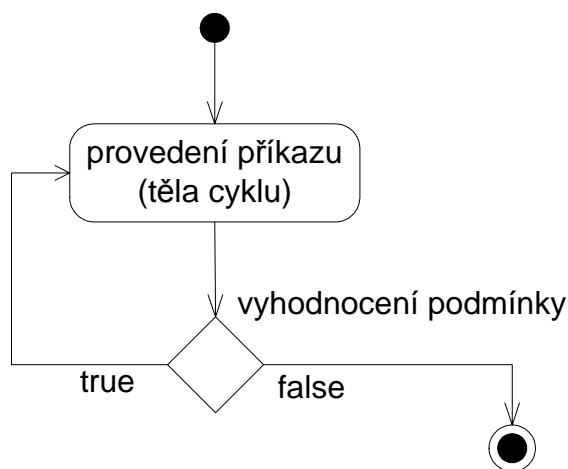 provedení příkazu
(těla cyklu)
vyhodnocení podmínky
true
false